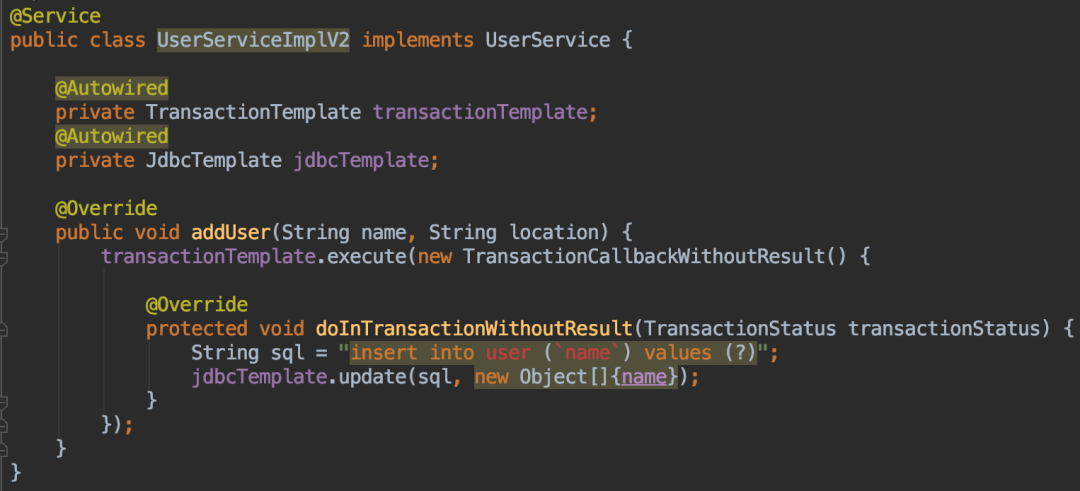 @Service
public class UserServiceImplV2 implements UserService {
@Autowired
private TransactionTemplate transactionTemplate;
@Autowired
private JdbcTemplate jdbcTemplate;
@Override
public void addUser(String name, String location) {
transactionTemplate.execute(new TransactionCallbackWithoutResult() {
@Override
protected void doInTransactionWithoutResult(TransactionStatus transactionStatus) {
String sql = "insert into user (`name`) values (?)";
jdbcTemplate.update(sql, new Object[]{name});
}
});
}
}